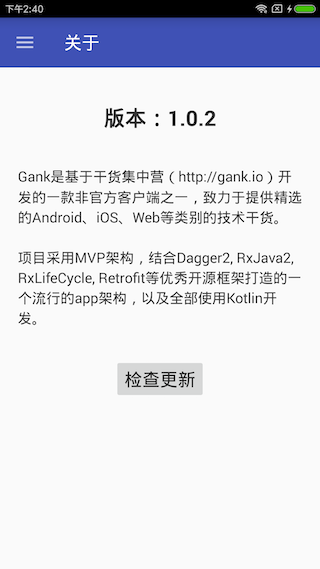 下午2:40
关于
版本：1.0.2
Gank是基于干货集中营（http://gank.io）开
发的一款非官方客户端之一，致力于提供精选
的Android、iOS、Web等类别的技术干货。
项目采用MVP架构，结合Dagger2, RxJava2,
RxLifeCycle, Retrofit等优秀开源框架打造的一
个流行的app架构，以及全部使用Kotlin开
发。
检查更新